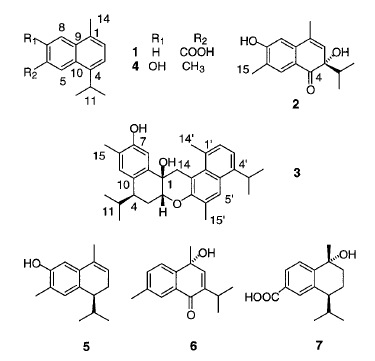 R₁ R₂
1 H COOH
4 OH CH₃
14
8
9
1
R₁
R₂
10
5
4
11
HO
OH
15
4
O
2
OH
7
14'
1'
15
OH
14
10
1
4'
11
4
O
5'
15'
3
HO
5
OH
O
6
OH
HOOC
7